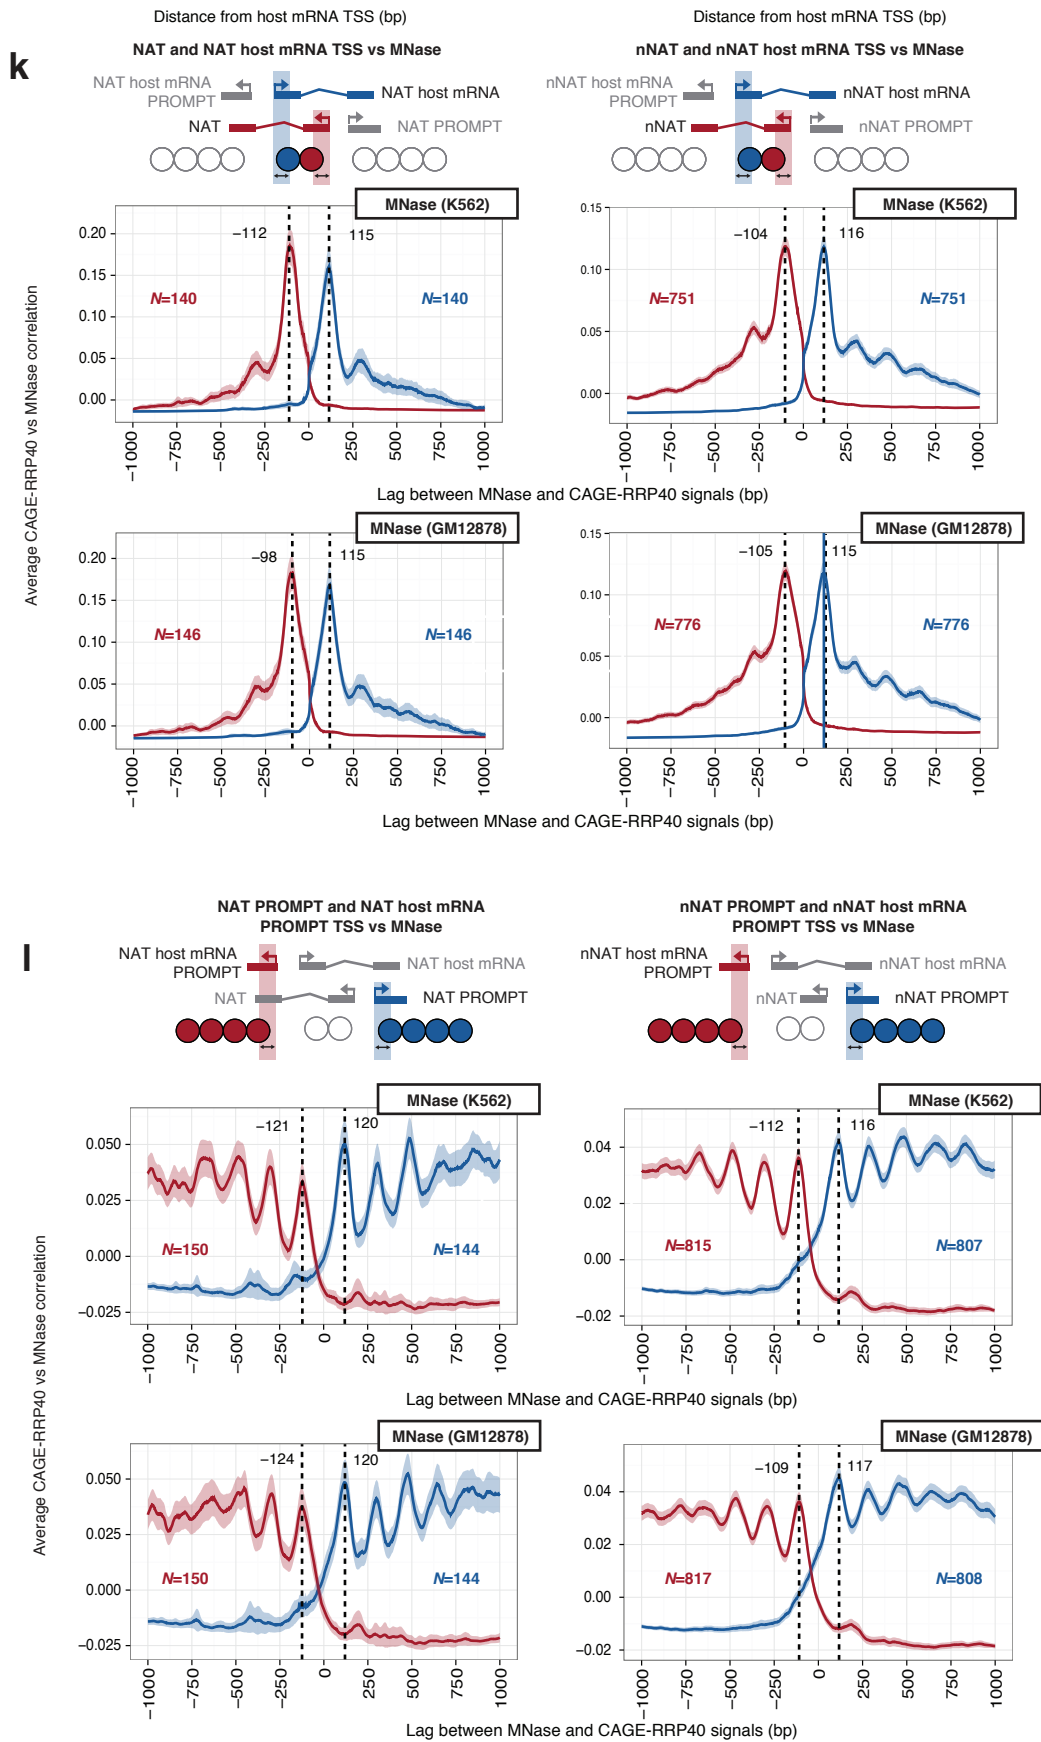 Distance from host mRNA TSS (bp)
Distance from host mRNA TSS (bp)
k
NAT and NAT host mRNA TSS vs MNase
NAT host mRNA
PROMPT
NAT host mRNA
NAT
NAT PROMPT
nNAT and nNAT host mRNA TSS vs MNase
NAT host mRNA
PROMPT
nNAT host mRNA
nNAT
nNAT PROMPT
Average CAGE-RRP40 vs MNase correlation
MNase (K562)
−112
115
N=140
N=140
0.20
0.15
0.10
0.05
0.00
−1000
−750
−500
−250
0
250
500
750
1000
MNase (K562)
−104
116
N=751
N=751
0.15
0.10
0.05
0.00
−1000
−750
−500
−250
0
250
500
750
1000
Lag between MNase and CAGE-RRP40 signals (bp)
MNase (GM12878)
−98
115
N=146
N=146
0.20
0.15
0.10
0.05
0.00
−1000
−750
−500
−250
0
250
500
750
1000
MNase (GM12878)
−105
115
N=776
N=776
0.15
0.10
0.05
0.00
−1000
−750
−500
−250
0
250
500
750
1000
Lag between MNase and CAGE-RRP40 signals (bp)
l
NAT PROMPT and NAT host mRNA
PROMPT TSS vs MNase
NAT host mRNA
PROMPT
NAT host mRNA
NAT
NAT PROMPT
nNAT PROMPT and nNAT host mRNA
PROMPT TSS vs MNase
nNAT host mRNA
PROMPT
nNAT host mRNA
nNAT
nNAT PROMPT
Average CAGE-RRP40 vs MNase correlation
MNase (K562)
−121
120
N=150
N=144
0.050
0.025
0.000
−0.025
−1000
−750
−500
−250
0
250
500
750
1000
MNase (K562)
−112
116
N=815
N=807
0.04
0.02
0.00
−0.02
−1000
−750
−500
−250
0
250
500
750
1000
Lag between MNase and CAGE-RRP40 signals (bp)
MNase (GM12878)
−124
120
N=150
N=144
0.050
0.025
0.000
−0.025
−1000
−750
−500
−250
0
250
500
750
1000
MNase (GM12878)
−109
117
N=817
N=808
0.04
0.02
0.00
−0.02
−1000
−750
−500
−250
0
250
500
750
1000
Lag between MNase and CAGE-RRP40 signals (bp)